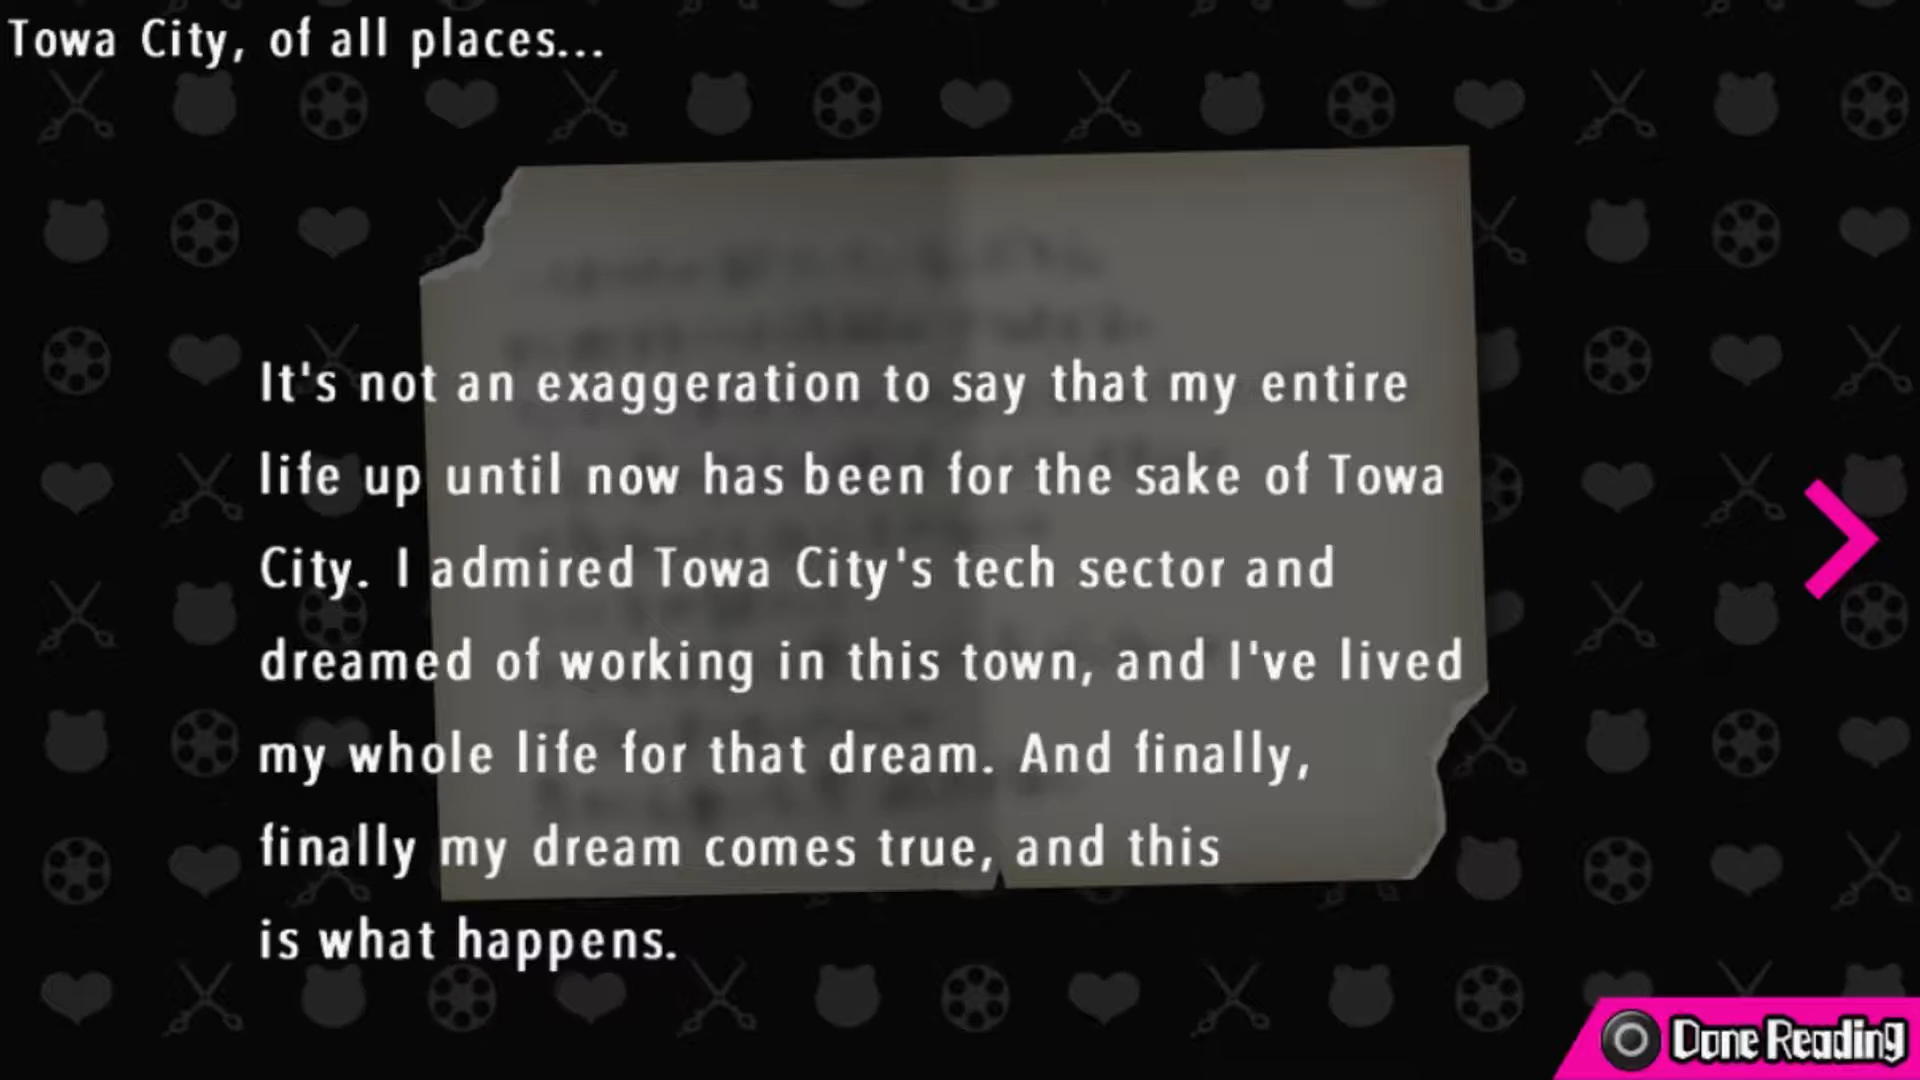 Towa City, of all places...
It's not an exaggeration to say that my entire
life up until now has been for the sake of Towa
City. I admired Towa City's tech sector and
dreamed of working in this town, and I've lived
my whole life for that dream. And finally,
finally my dream comes true, and this
is what happens.
Done Reading